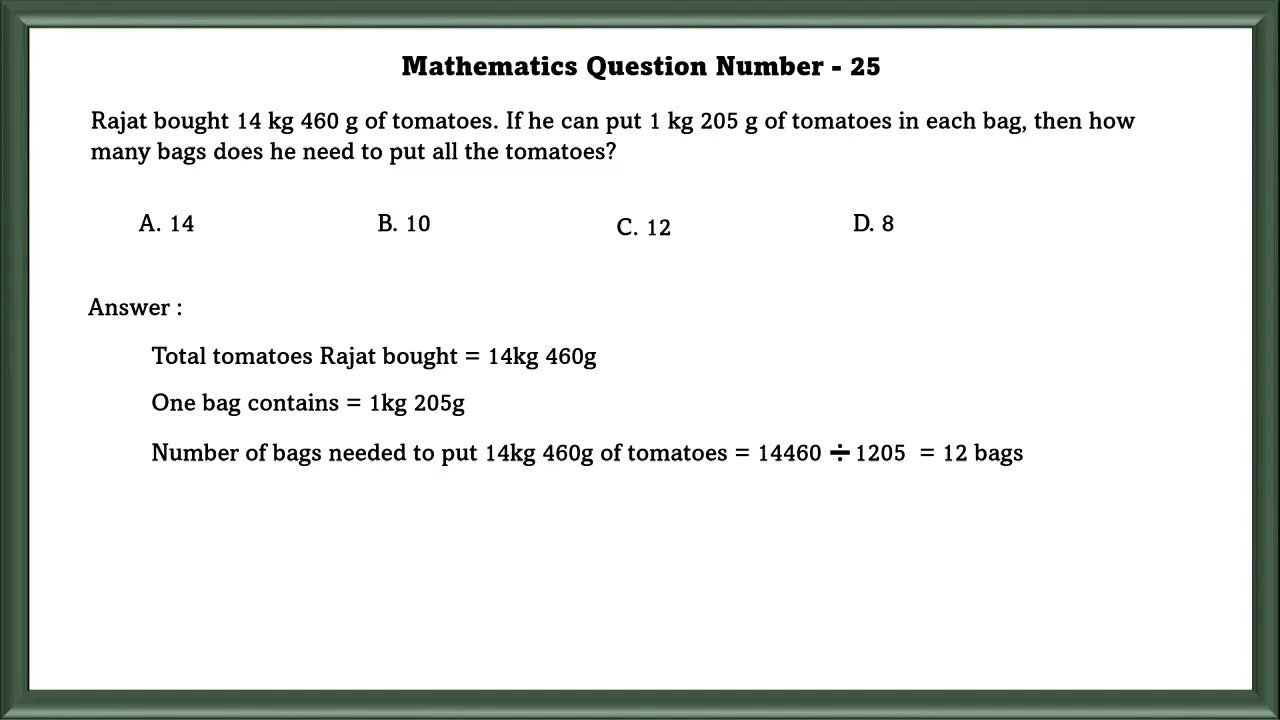 Mathematics Question Number - 25
Rajat bought 14 kg 460 g of tomatoes. If he can put 1 kg 205 g of tomatoes in each bag, then how
many bags does he need to put all the tomatoes?
A. 14 B. 10 C. 12 D. 8
Answer :
Total tomatoes Rajat bought = 14kg 460g
One bag contains = 1kg 205g
Number of bags needed to put 14kg 460g of tomatoes = 14460 ÷ 1205 = 12 bags